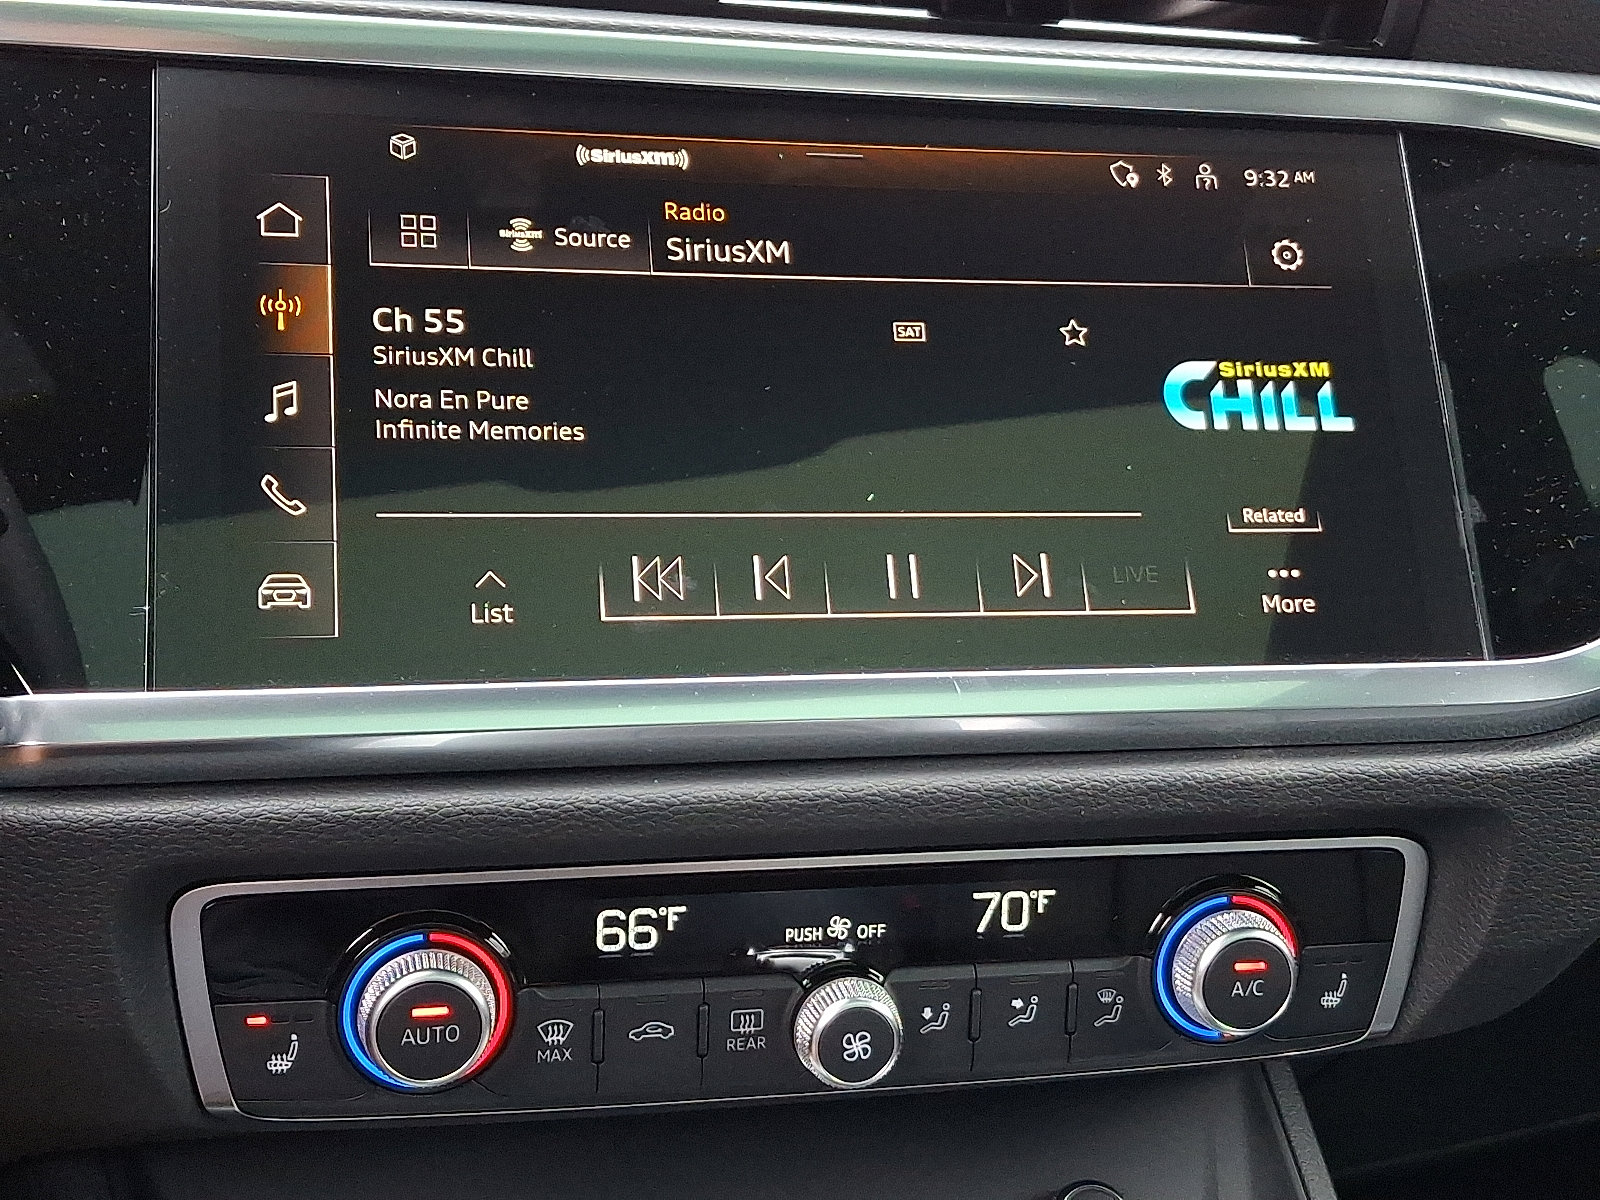 SiriusXM
9:32 AM
SiriusXM Source
Radio
SiriusXM
Ch 55
SiriusXM Chill
SAT
Nora En Pure
Infinite Memories
SiriusXM
CHILL
Related
List
LIVE
More
66°F
PUSH OFF
70°F
AUTO
MAX
REAR
A/C